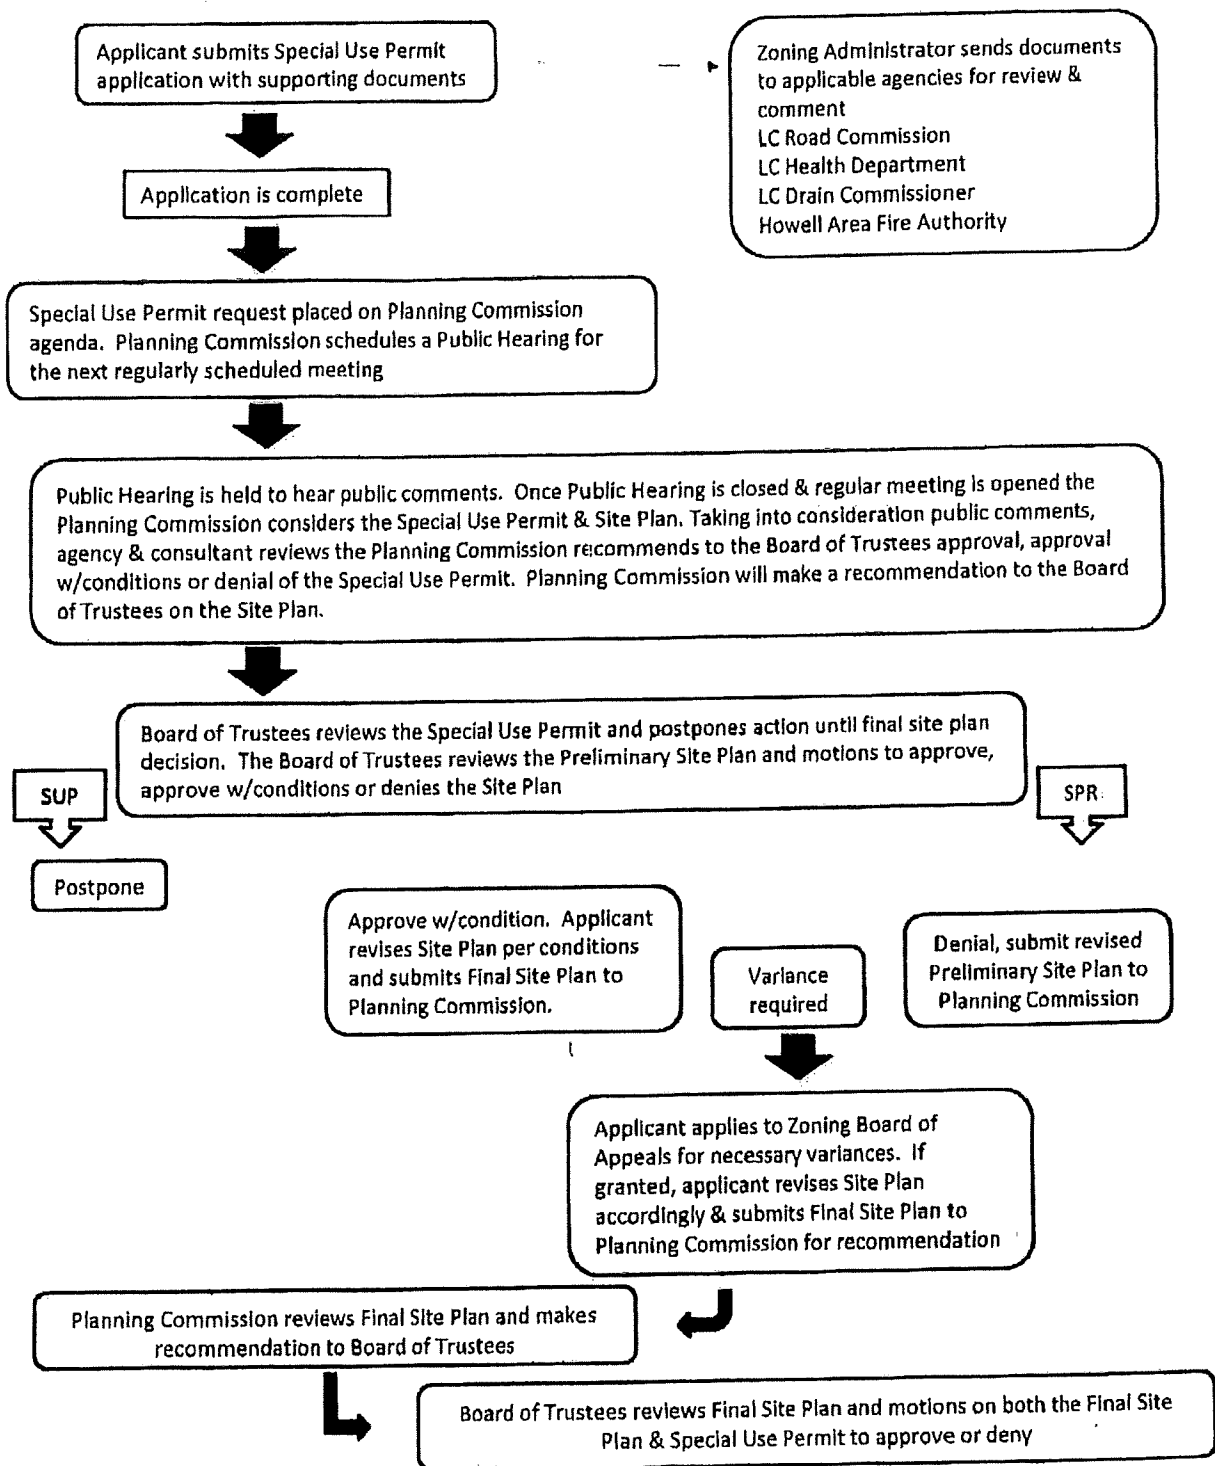 Applicant submits Special Use Permit
application with supporting documents
Zoning Administrator sends documents
to applicable agencies for review &
comment
LC Road Commission
LC Health Department
LC Drain Commissioner
Howell Area Fire Authority
Application is complete
Special Use Permit request placed on Planning Commission
agenda. Planning Commission schedules a Public Hearing for
the next regularly scheduled meeting
Public Hearing is held to hear public comments. Once Public Hearing is closed & regular meeting is opened the
Planning Commission considers the Special Use Permit & Site Plan. Taking into consideration public comments,
agency & consultant reviews the Planning Commission recommends to the Board of Trustees approval, approval
w/conditions or denial of the Special Use Permit. Planning Commission will make a recommendation to the Board
of Trustees on the Site Plan.
Board of Trustees reviews the Special Use Permit and postpones action until final site plan
decision. The Board of Trustees reviews the Preliminary Site Plan and motions to approve,
approve w/conditions or denies the Site Plan
SUP
SPR
Postpone
Approve w/condition. Applicant
revises Site Plan per conditions
and submits Final Site Plan to
Planning Commission.
Variance
required
Denial, submit revised
Preliminary Site Plan to
Planning Commission
Applicant applies to Zoning Board of
Appeals for necessary variances. If
granted, applicant revises Site Plan
accordingly & submits Final Site Plan to
Planning Commission for recommendation
Planning Commission reviews Final Site Plan and makes
recommendation to Board of Trustees
Board of Trustees reviews Final Site Plan and motions on both the Final Site
Plan & Special Use Permit to approve or deny